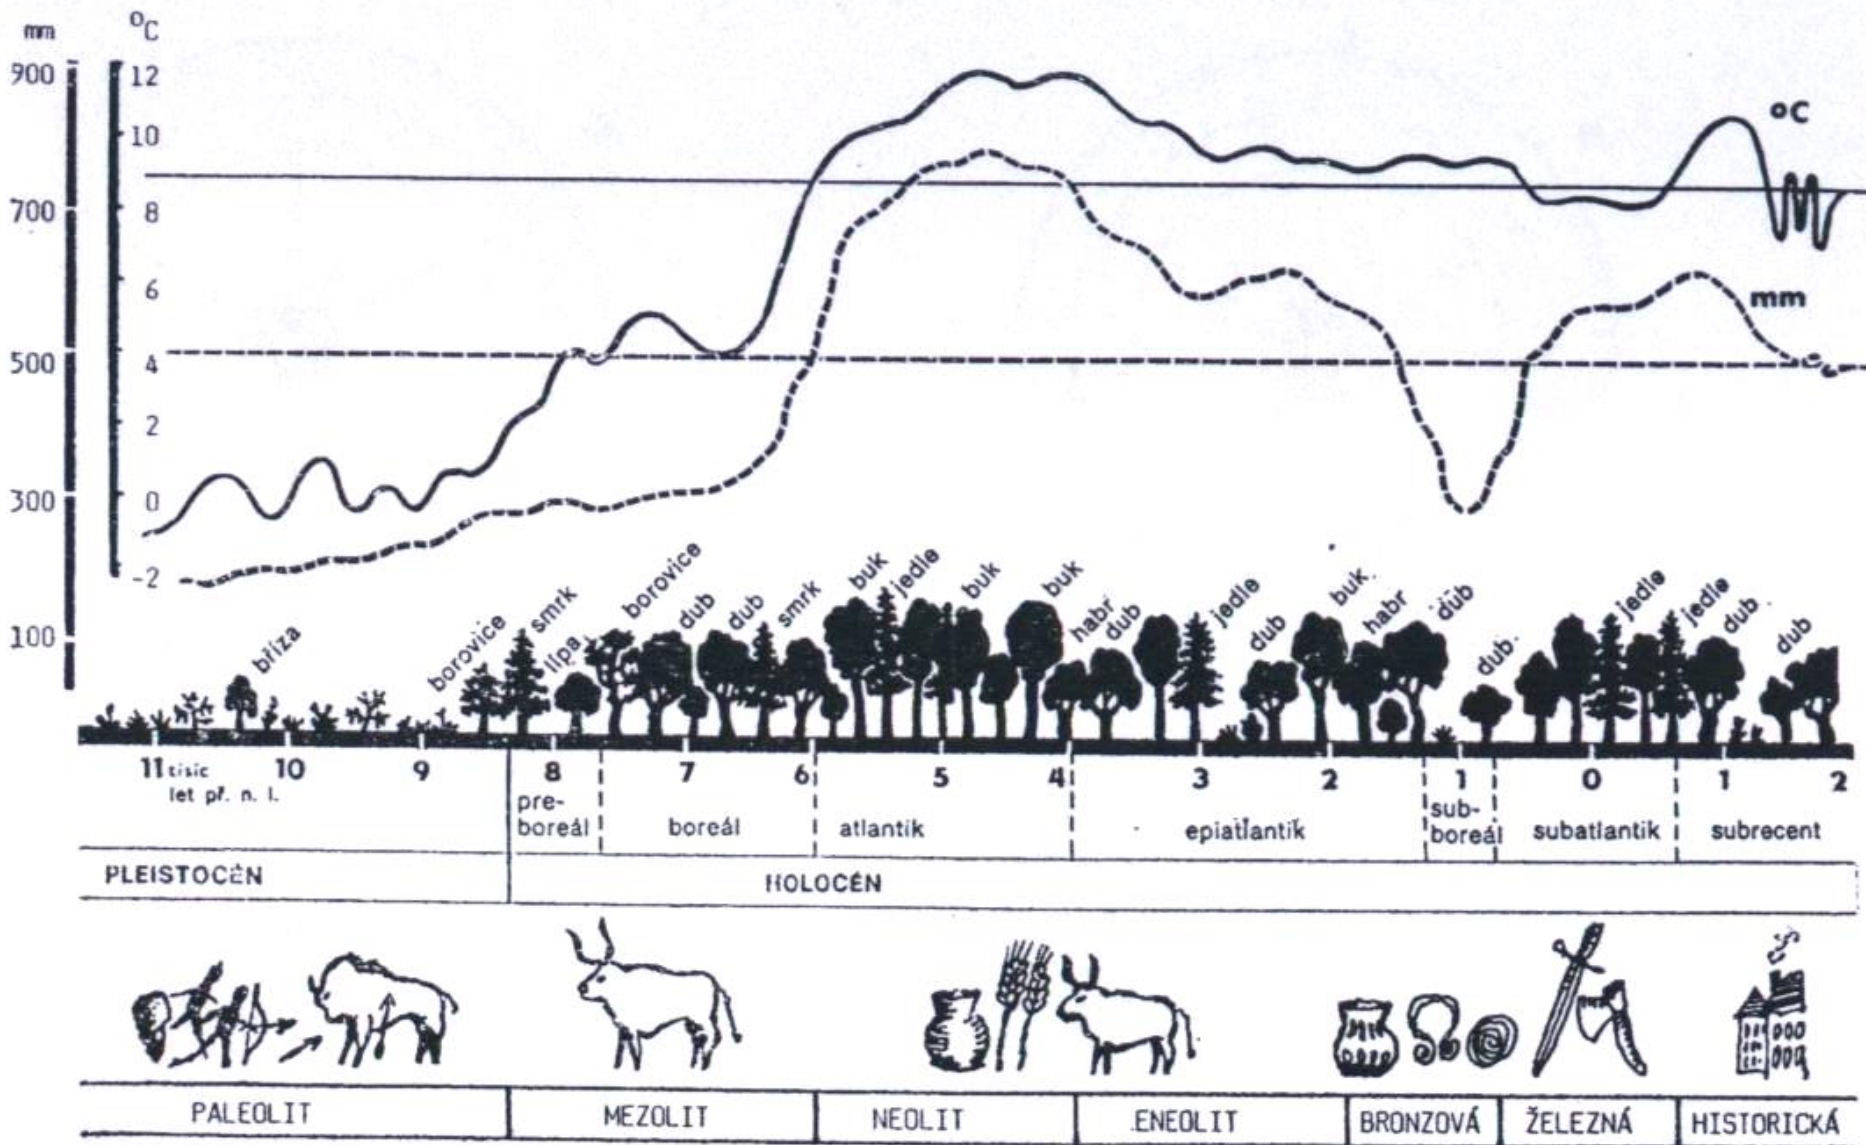 mm
°C
900
12
10
700
8
6
500
4
2
300
0
-2
100
°C
mm
bříza
borovice
smrk
lípa
borovice
dub
dub
smrk
buk
jedle
buk
buk
habr
dub
jedle
dub
buk
habr
dub
dub
jedle
jedle
dub
dub
11 tisíc 10 9 8 7 6 5 4 3 2 1 0 1 2
let př. n. l.
pre-
boreál
boreál
atlantik
epiatlantik
sub-
boreál
subatlantik
subrecent
PLEISTOCÉN
HOLOCÉN
PALEOLIT
MEZOLIT
NEOLIT
ENEOLIT
BRONZOVÁ
ŽELEZNÁ
HISTORICKÁ